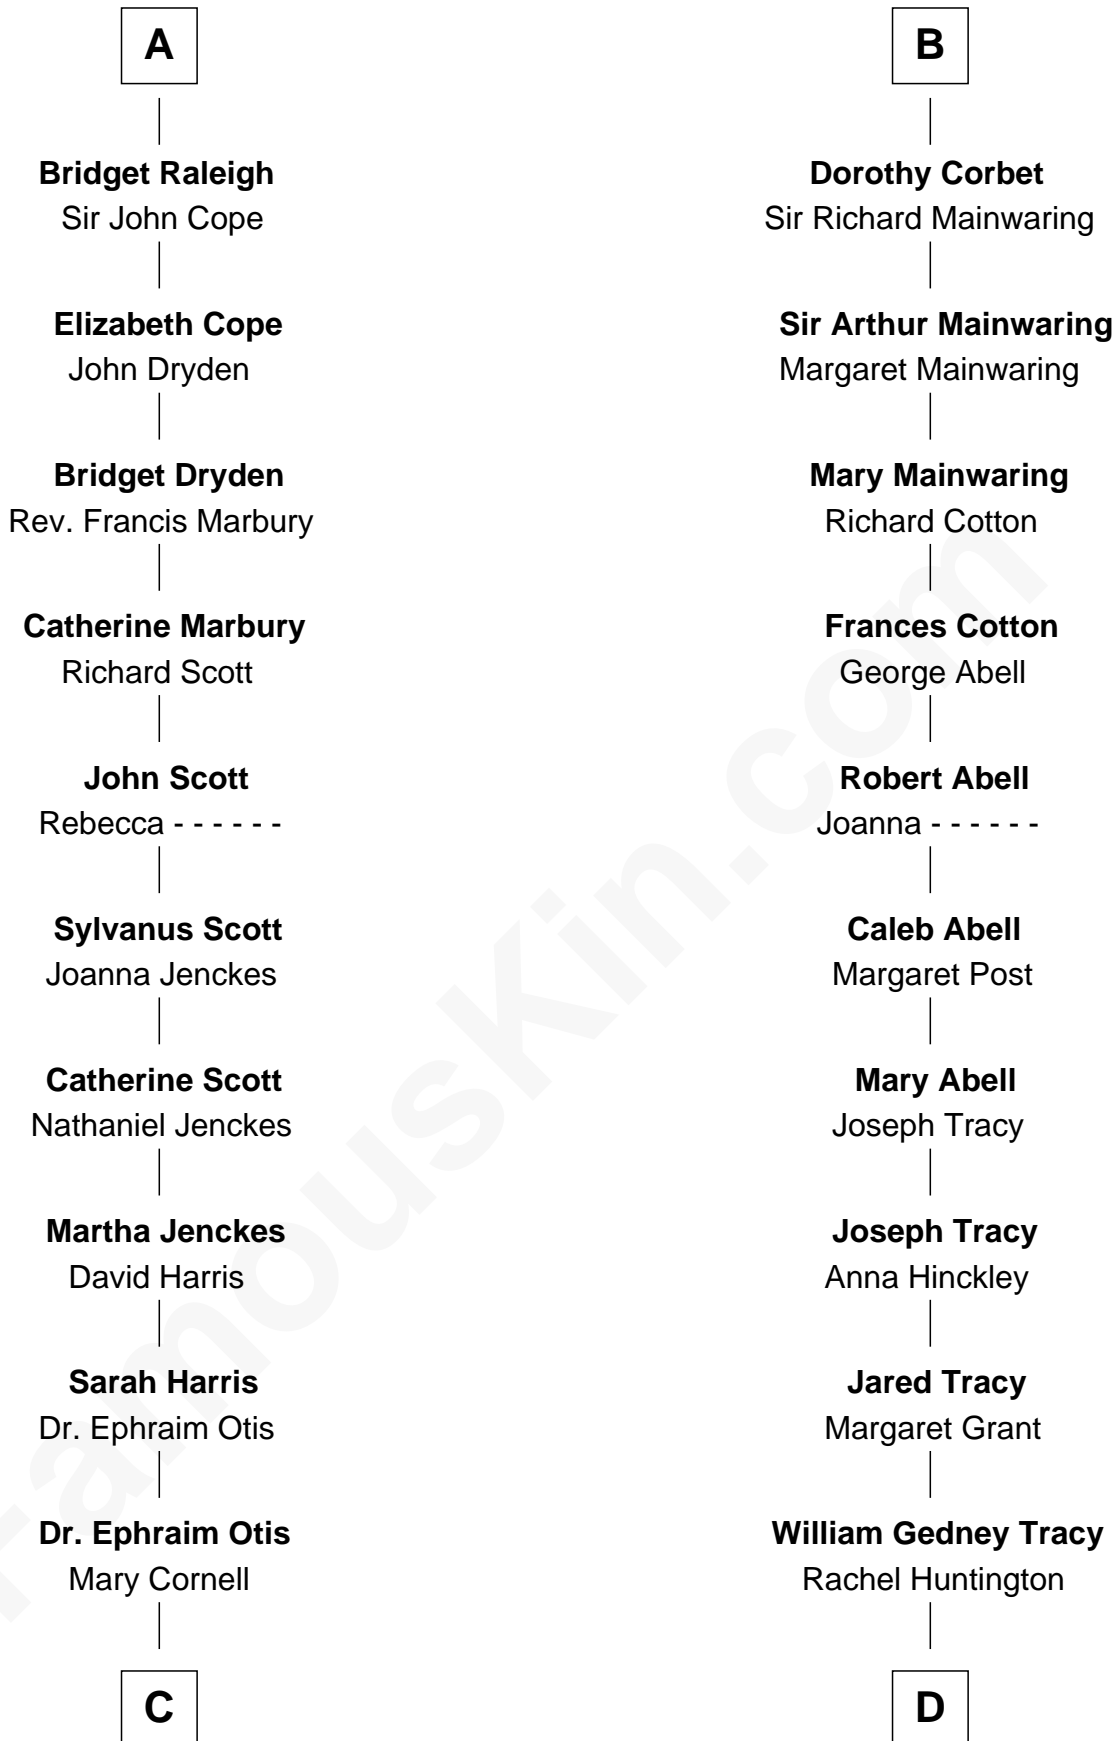 A
Bridget Raleigh
Sir John Cope
Elizabeth Cope
John Dryden
Bridget Dryden
Rev. Francis Marbury
Catherine Marbury
Richard Scott
John Scott
Rebecca - - - - - -
Sylvanus Scott
Joanna Jenckes
Catherine Scott
Nathaniel Jenckes
Martha Jenckes
David Harris
Sarah Harris
Dr. Ephraim Otis
Dr. Ephraim Otis
Mary Cornell
C
B
Dorothy Corbet
Sir Richard Mainwaring
Sir Arthur Mainwaring
Margaret Mainwaring
Mary Mainwaring
Richard Cotton
Frances Cotton
George Abell
Robert Abell
Joanna - - - - - -
Caleb Abell
Margaret Post
Mary Abell
Joseph Tracy
Joseph Tracy
Anna Hinckley
Jared Tracy
Margaret Grant
William Gedney Tracy
Rachel Huntington
D
FamousKin.com